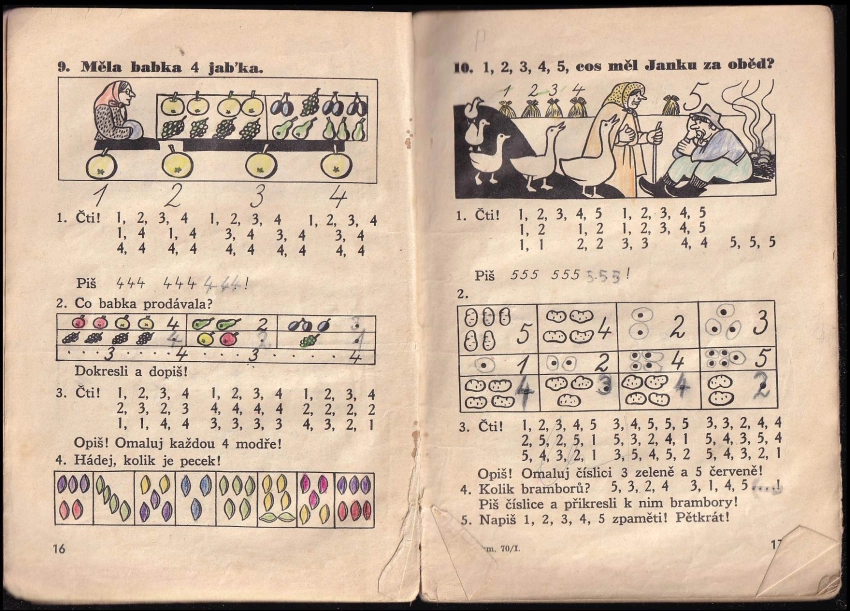 9. Měla babka 4 jab'ka.
1 2 3 4
1. Čti! 1, 2, 3, 4 1, 2, 3, 4 1, 2, 3, 4
1, 4 1, 4 3, 4 3, 4 3, 4
4, 4 4, 4 4, 4 4, 4 4, 4
Piš 444 444 444!
2. Co babka prodávala?
4 2 3
4 2 1
3 4 3 4
Dokresli a dopiš!
3. Čti! 1, 2, 3, 4 1, 2, 3, 4 1, 2, 3, 4
2, 3, 2, 3 4, 4, 4, 4 2, 2, 2, 2
1, 1, 4, 4 3, 3, 3, 3 4, 3, 2, 1
Opiš! Omaluj každou 4 modře!
4. Hádej, kolik je pecek!
16
10. 1, 2, 3, 4, 5, cos měl Janku za oběd?
1 2 3 4 5
1. Čti! 1, 2, 3, 4, 5 1, 2, 3, 4, 5
1, 2 1, 2 1, 2, 3, 4, 5
1, 1 2, 2 3, 3 4, 4 5, 5, 5
Piš 555 555 555!
2.
5 4 2 3
1 2 4 5
4 3 4 2
3. Čti! 1, 2, 3, 4, 5 3, 4, 5, 5, 5 3, 3, 2, 4, 4
2, 5, 2, 5, 1 5, 3, 2, 4, 1 5, 4, 3, 5, 4
5, 4, 3, 2, 1 3, 5, 4, 5, 1 5, 4, 3, 2, 1
Opiš! Omaluj číslici 3 zeleně a 5 červeně!
4. Kolik bramborů? 5, 3, 2, 4 3, 1, 4, 5....!
Piš číslice a přikresli k nim brambory!
5. Napiš 1, 2, 3, 4, 5 zpaměti! Pětkrát!
m. 70/I.
17